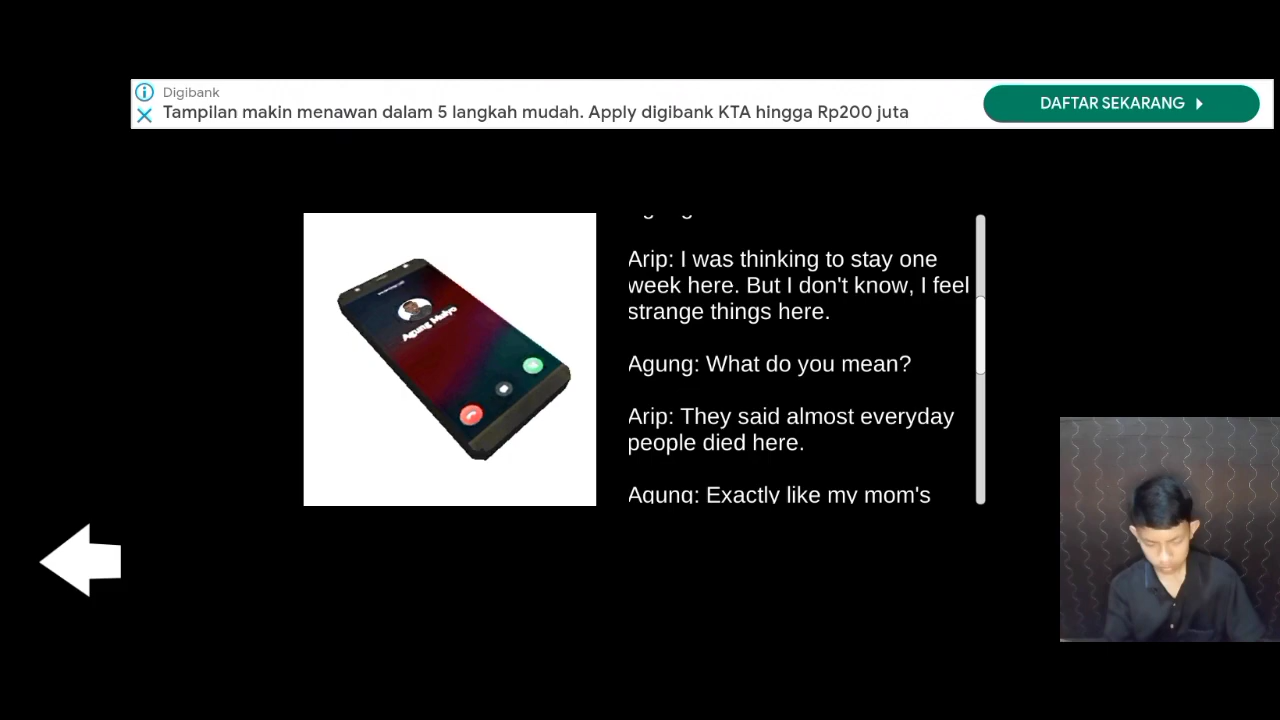 Digibank
Tampilan makin menawan dalam 5 langkah mudah. Apply digibank KTA hingga Rp200 juta
DAFTAR SEKARANG
Arip: I was thinking to stay one
week here. But I don't know, I feel
strange things here.
Agung: What do you mean?
Arip: They said almost everyday
people died here.
Agung: Exactly like my mom's
Agung Mulyo